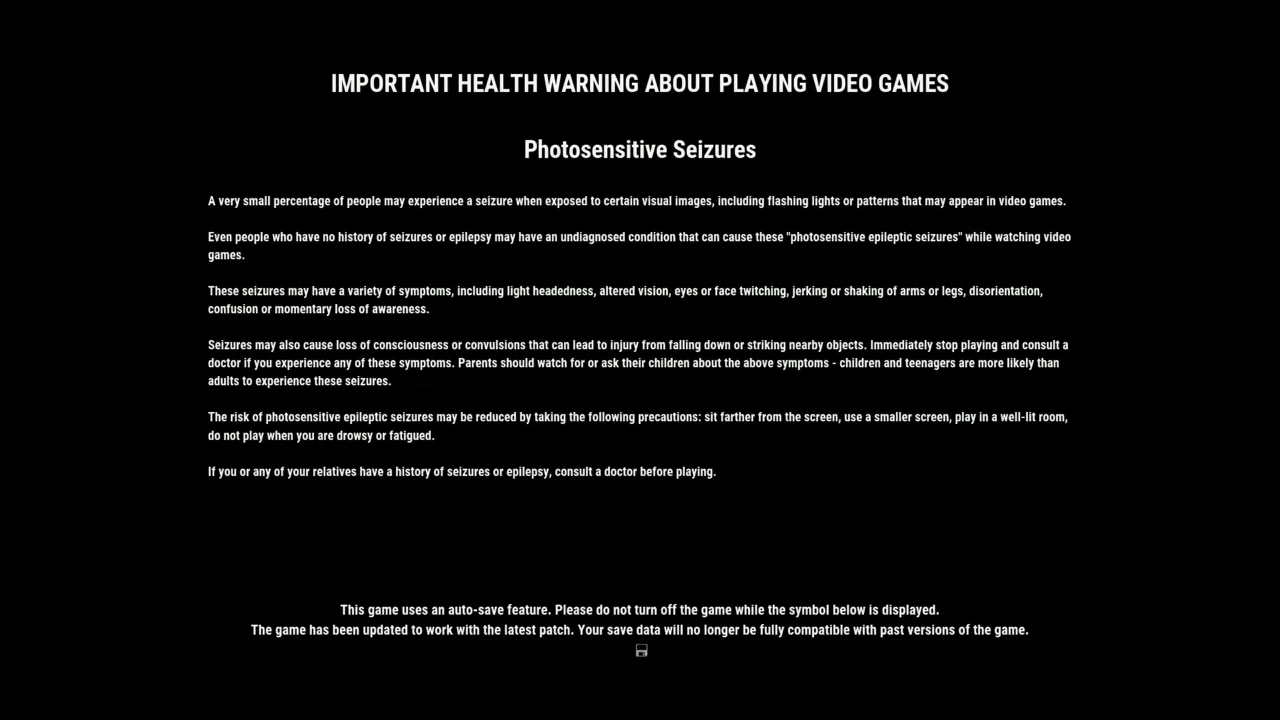 IMPORTANT HEALTH WARNING ABOUT PLAYING VIDEO GAMES
Photosensitive Seizures
A very small percentage of people may experience a seizure when exposed to certain visual images, including flashing lights or patterns that may appear in video games.
Even people who have no history of seizures or epilepsy may have an undiagnosed condition that can cause these "photosensitive epileptic seizures" while watching video
games.
These seizures may have a variety of symptoms, including light headedness, altered vision, eyes or face twitching, jerking or shaking of arms or legs, disorientation,
confusion or momentary loss of awareness.
Seizures may also cause loss of consciousness or convulsions that can lead to injury from falling down or striking nearby objects. Immediately stop playing and consult a
doctor if you experience any of these symptoms. Parents should watch for or ask their children about the above symptoms - children and teenagers are more likely than
adults to experience these seizures.
The risk of photosensitive epileptic seizures may be reduced by taking the following precautions: sit farther from the screen, use a smaller screen, play in a well-lit room,
do not play when you are drowsy or fatigued.
If you or any of your relatives have a history of seizures or epilepsy, consult a doctor before playing.
This game uses an auto-save feature. Please do not turn off the game while the symbol below is displayed.
The game has been updated to work with the latest patch. Your save data will no longer be fully compatible with past versions of the game.